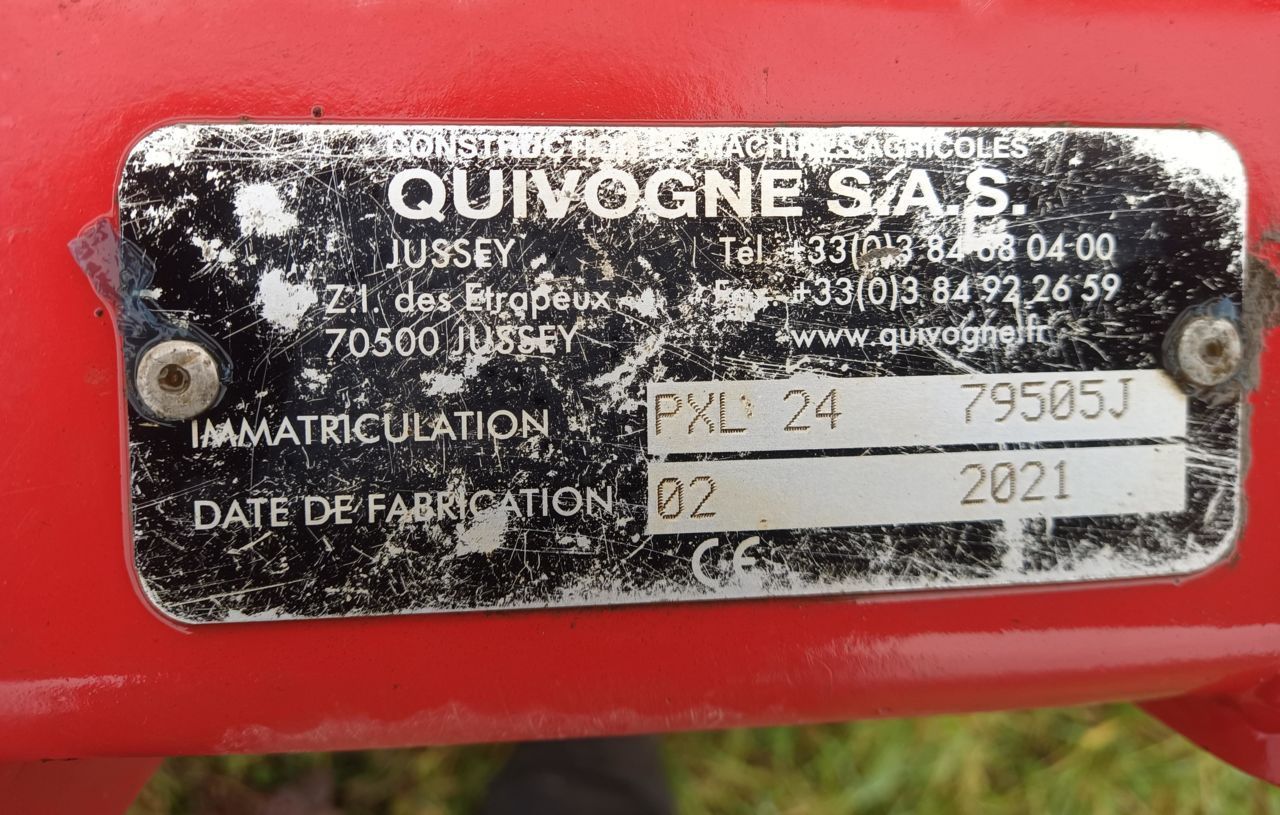 CONSTRUCTION DE MACHINES AGRICOLES
QUIVOGNE S.A.S.
JUSSEY
Z.I. des Etrapeux
70500 JUSSEY
Tél. +33(0)3 84 68 04 00
Fax. +33(0)3 84 92 26 59
www.quivogne.fr
IMMATRICULATION PXL 24 79505J
DATE DE FABRICATION 02 2021
CE